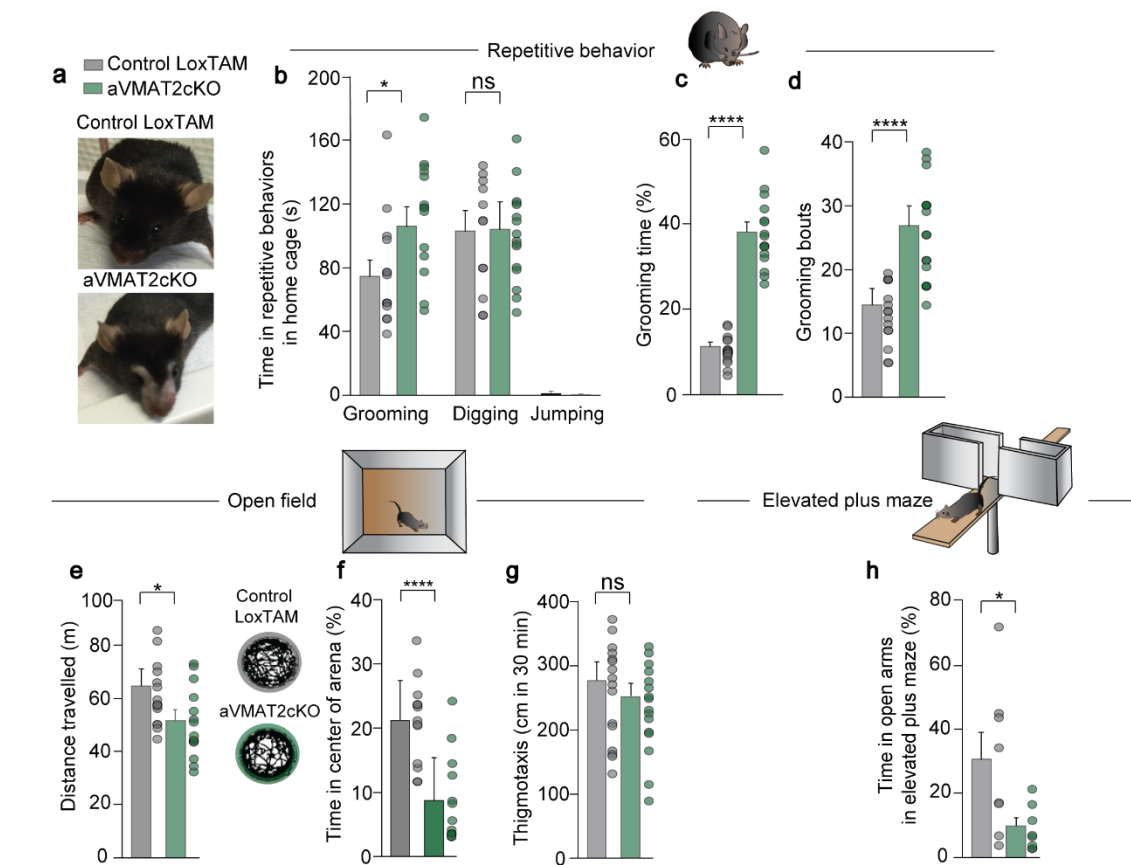 Repetitive behavior
a
Control LoxTAM
aVMAT2cKO
Control LoxTAM
aVMAT2cKO
b
Time in repetitive behaviors
in home cage (s)
200
160
120
80
40
0
*
ns
Grooming
Digging
Jumping
c
Grooming time (%)
60
40
20
0
****
d
Grooming bouts
40
30
20
10
0
****
Open field
Elevated plus maze
e
Distance travelled (m)
100
80
60
40
20
0
*
Control
LoxTAM
aVMAT2cKO
f
Time in center of arena (%)
40
30
20
10
0
****
g
Thigmotaxis (cm in 30 min)
400
300
200
100
0
ns
h
Time in open arms
in elevated plus maze (%)
80
60
40
20
0
*